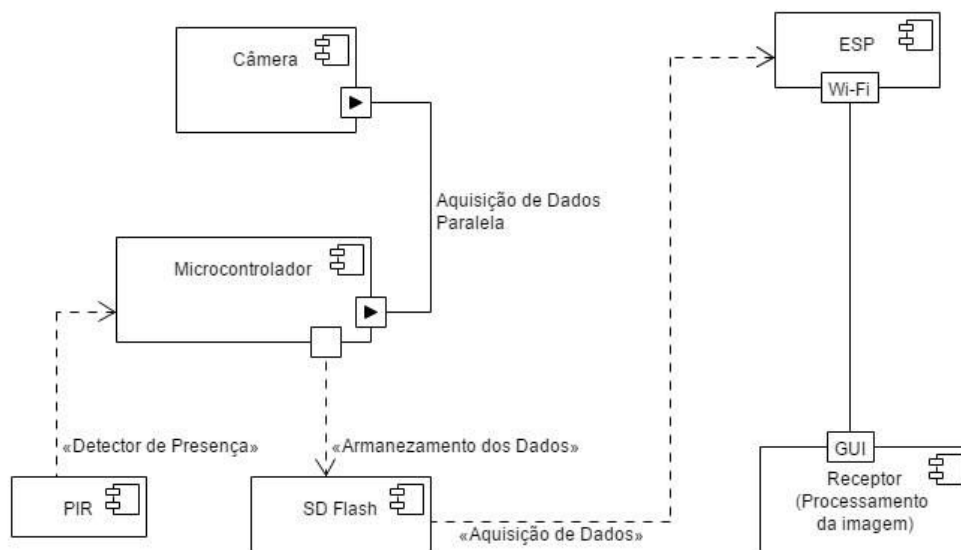 Câmera
ESP
Wi-Fi
Aquisição de Dados
Paralela
Microcontrolador
«Detector de Presença»
«Armanezamento dos Dados»
GUI
PIR
SD Flash
Receptor
(Processamento
da imagem)
«Aquisição de Dados»